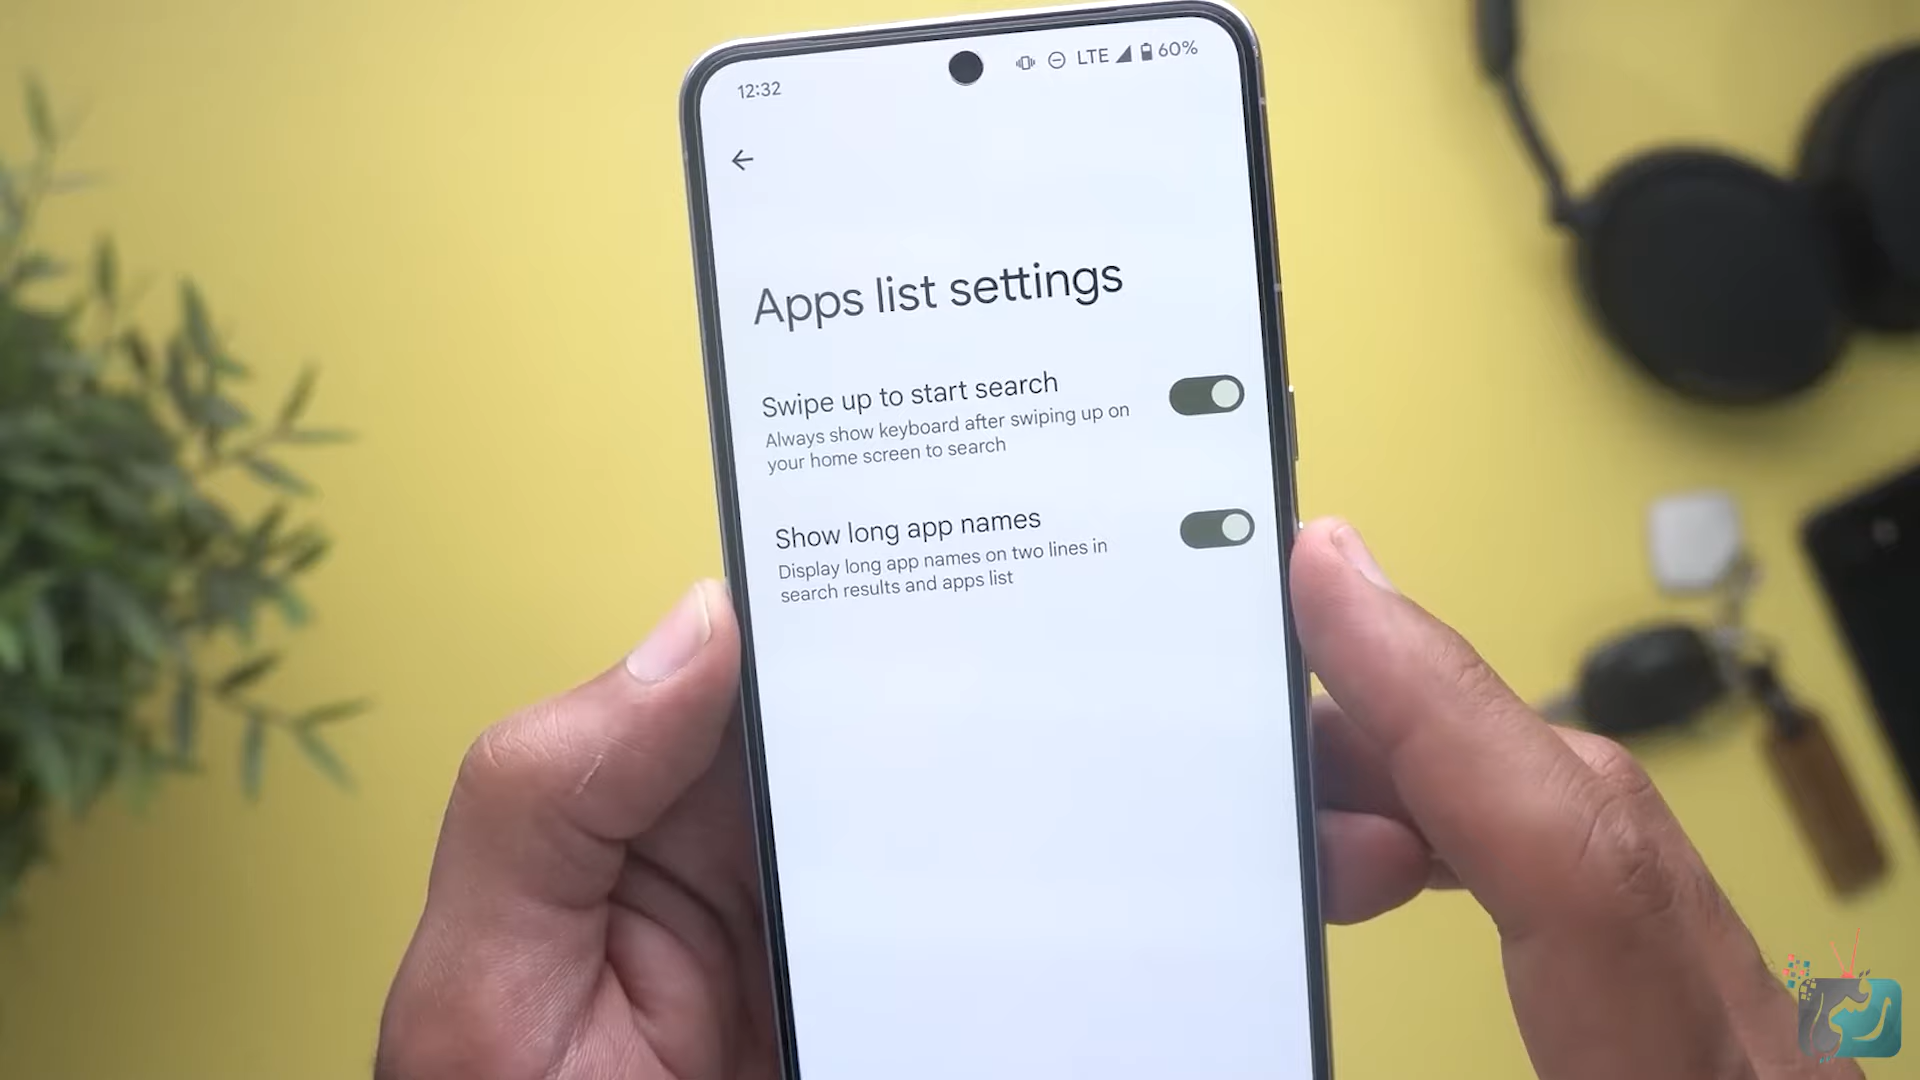 12:32 LTE 60%
Apps list settings
Swipe up to start search
Always show keyboard after swiping up on
your home screen to search
Show long app names
Display long app names on two lines in
search results and apps list